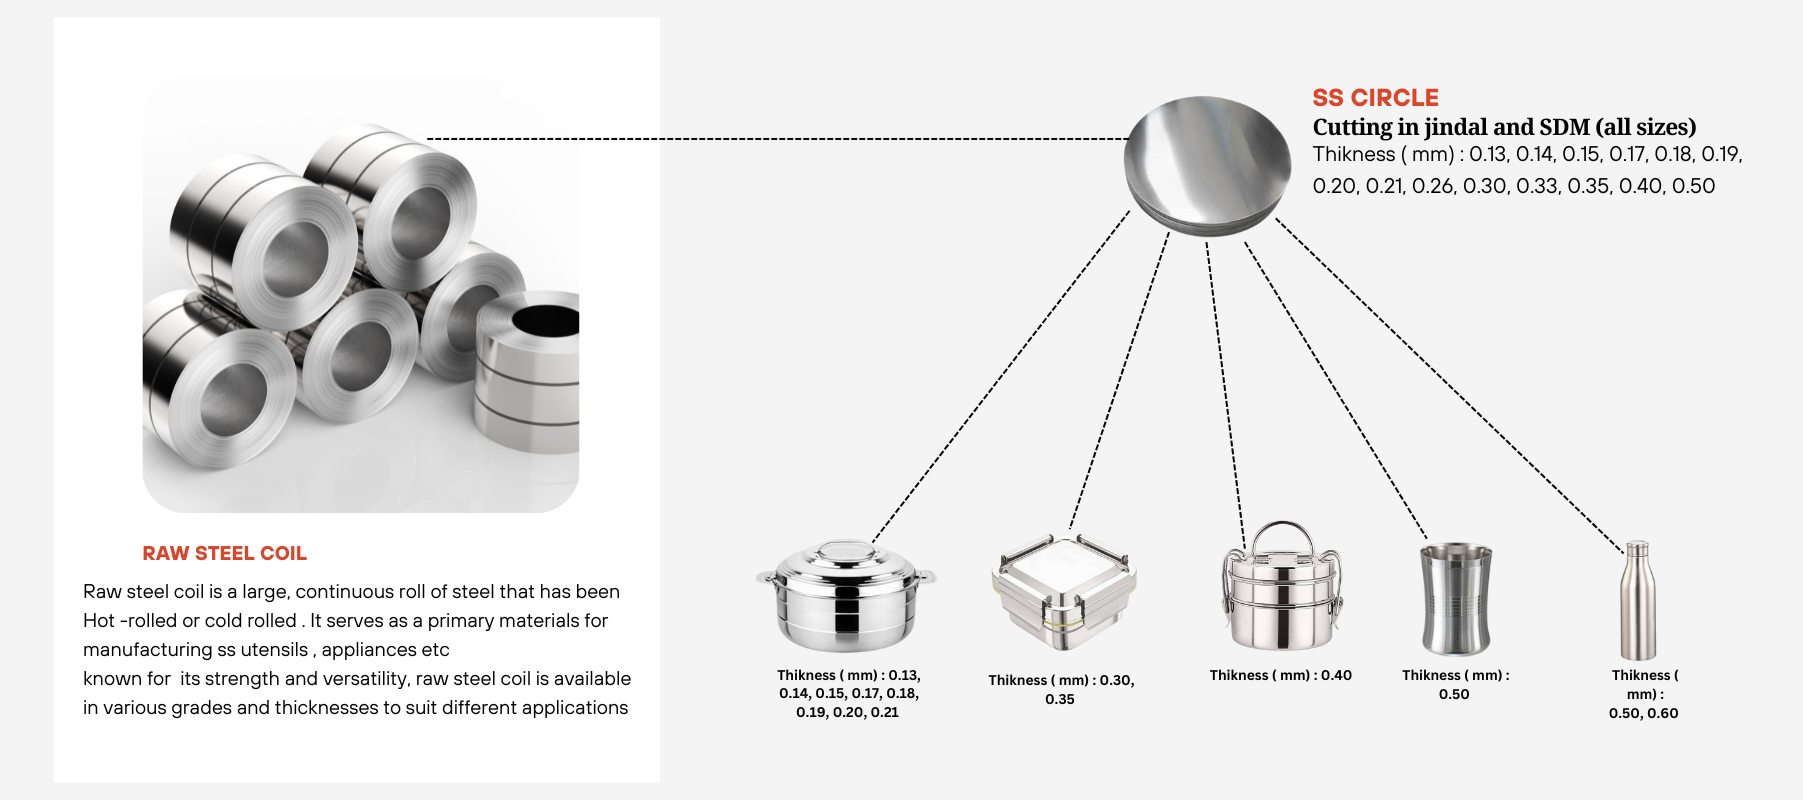 SS CIRCLE
Cutting in jindal and SDM (all sizes)
Thikness ( mm) : 0.13, 0.14, 0.15, 0.17, 0.18, 0.19,
0.20, 0.21, 0.26, 0.30, 0.33, 0.35, 0.40, 0.50
RAW STEEL COIL
Raw steel coil is a large, continuous roll of steel that has been
Hot -rolled or cold rolled . It serves as a primary materials for
manufacturing ss utensils , appliances etc
known for  its strength and versatility, raw steel coil is available
in various grades and thicknesses to suit different applications
Thikness ( mm) : 0.13,
0.14, 0.15, 0.17, 0.18,
0.19, 0.20, 0.21
Thikness ( mm) : 0.30,
0.35
Thikness ( mm) : 0.40
Thikness ( mm) :
0.50
Thikness (
mm) :
0.50, 0.60